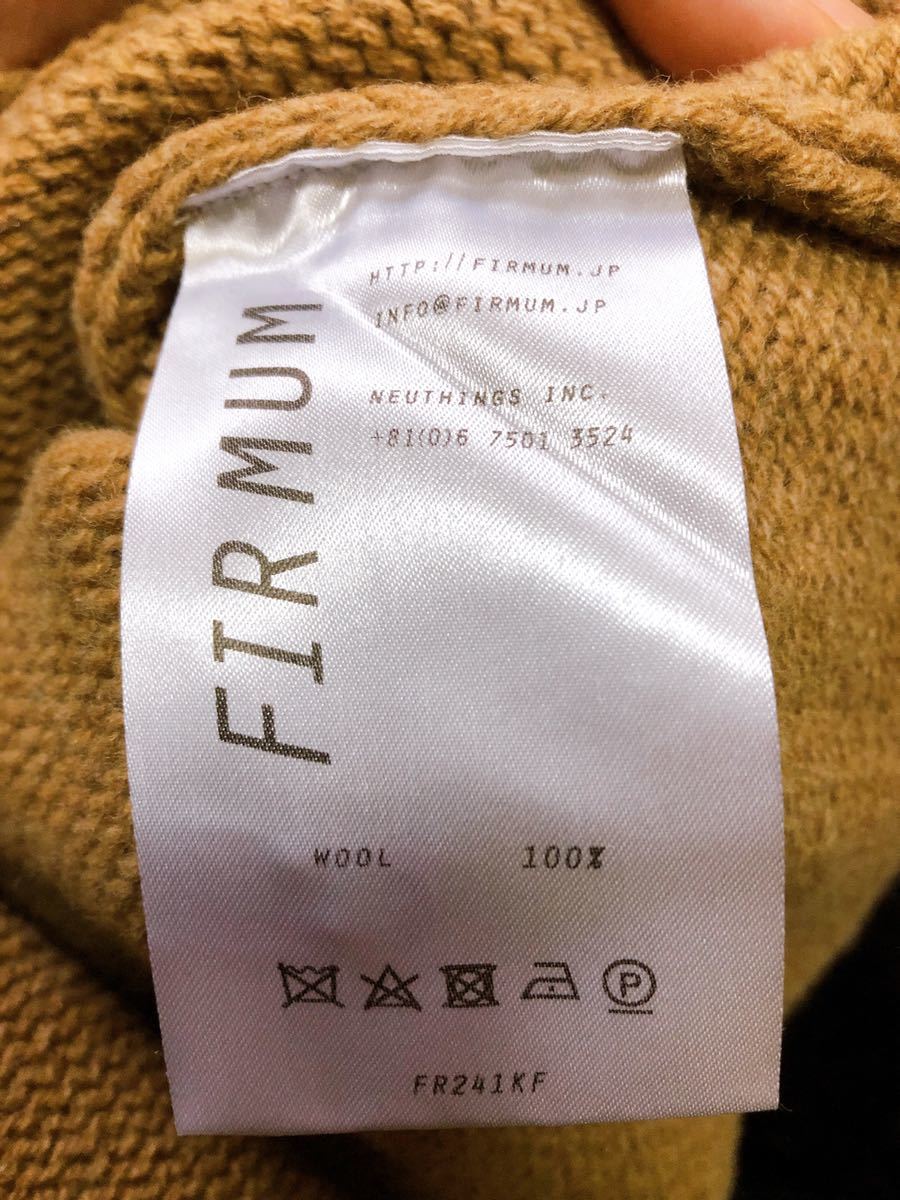 HTTP://FIRMUM.JP
INFO@FIRMUM.JP
NEUTHINGS INC.
+81(0)6 7501 3524
FIRMUM
WOOL 100%
P
FR241KF